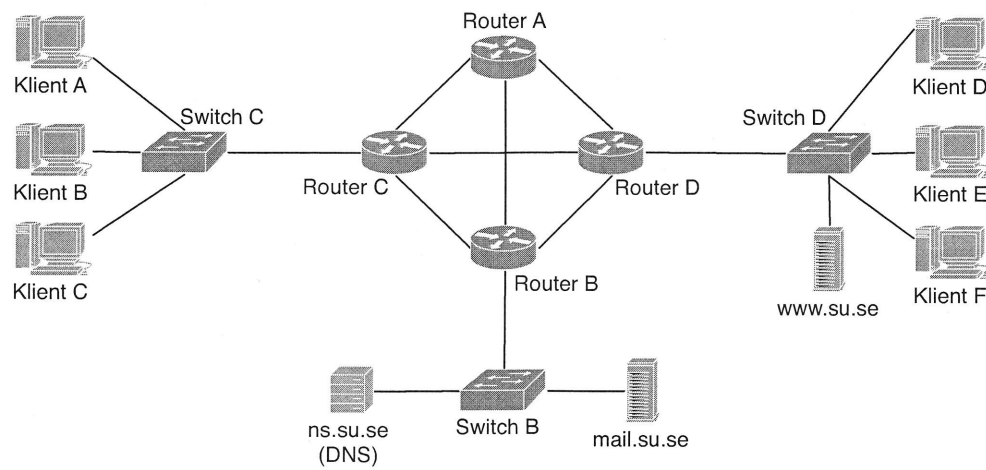 Router A
Klient A
Klient D
Switch C
Switch D
Klient B
Router C
Router D
Klient E
Klient C
Router B
Klient F
www.su.se
ns.su.se
(DNS)
Switch B
mail.su.se